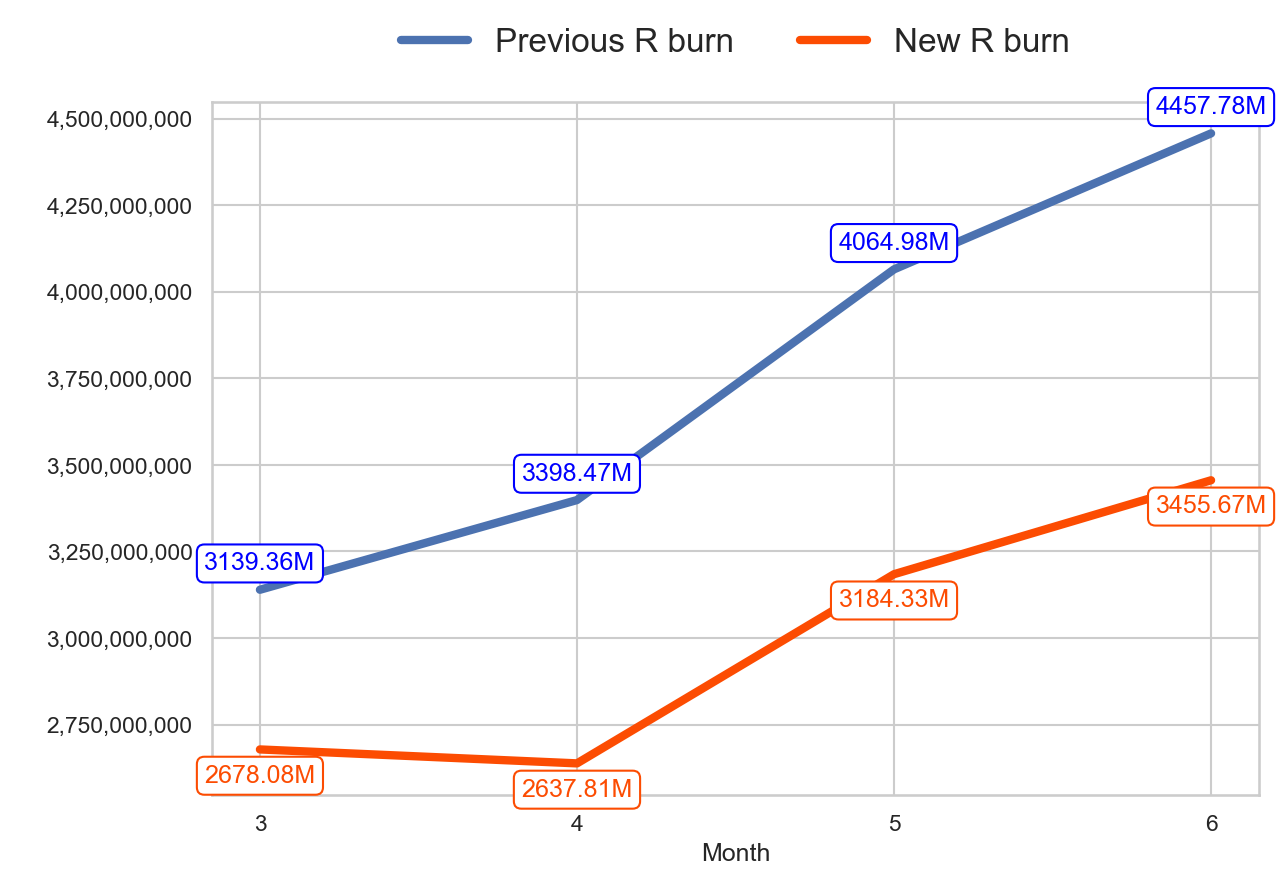 Previous R burn New R burn
4457.78M
4,500,000,000
4,250,000,000
4064.98M
4,000,000,000
3,750,000,000
3,500,000,000
3398.47M
3455.67M
3,250,000,000
3139.36M
3184.33M
3,000,000,000
2,750,000,000
2678.08M
2637.81M
3 4 5 6
Month